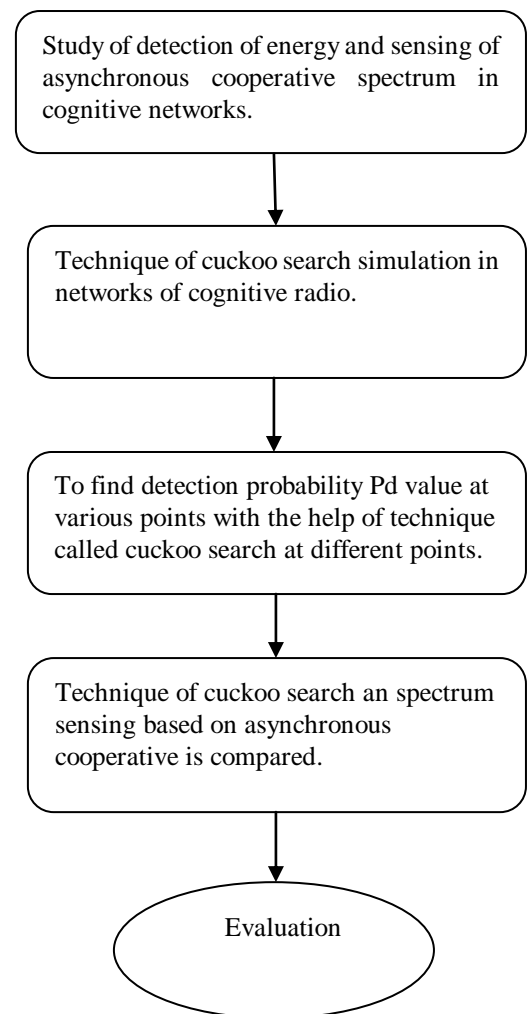 Study of detection of energy and sensing of
asynchronous cooperative spectrum in
cognitive networks.
Technique of cuckoo search simulation in
networks of cognitive radio.
To find detection probability Pd value at
various points with the help of technique
called cuckoo search at different points.
Technique of cuckoo search an spectrum
sensing based on asynchronous
cooperative is compared.
Evaluation